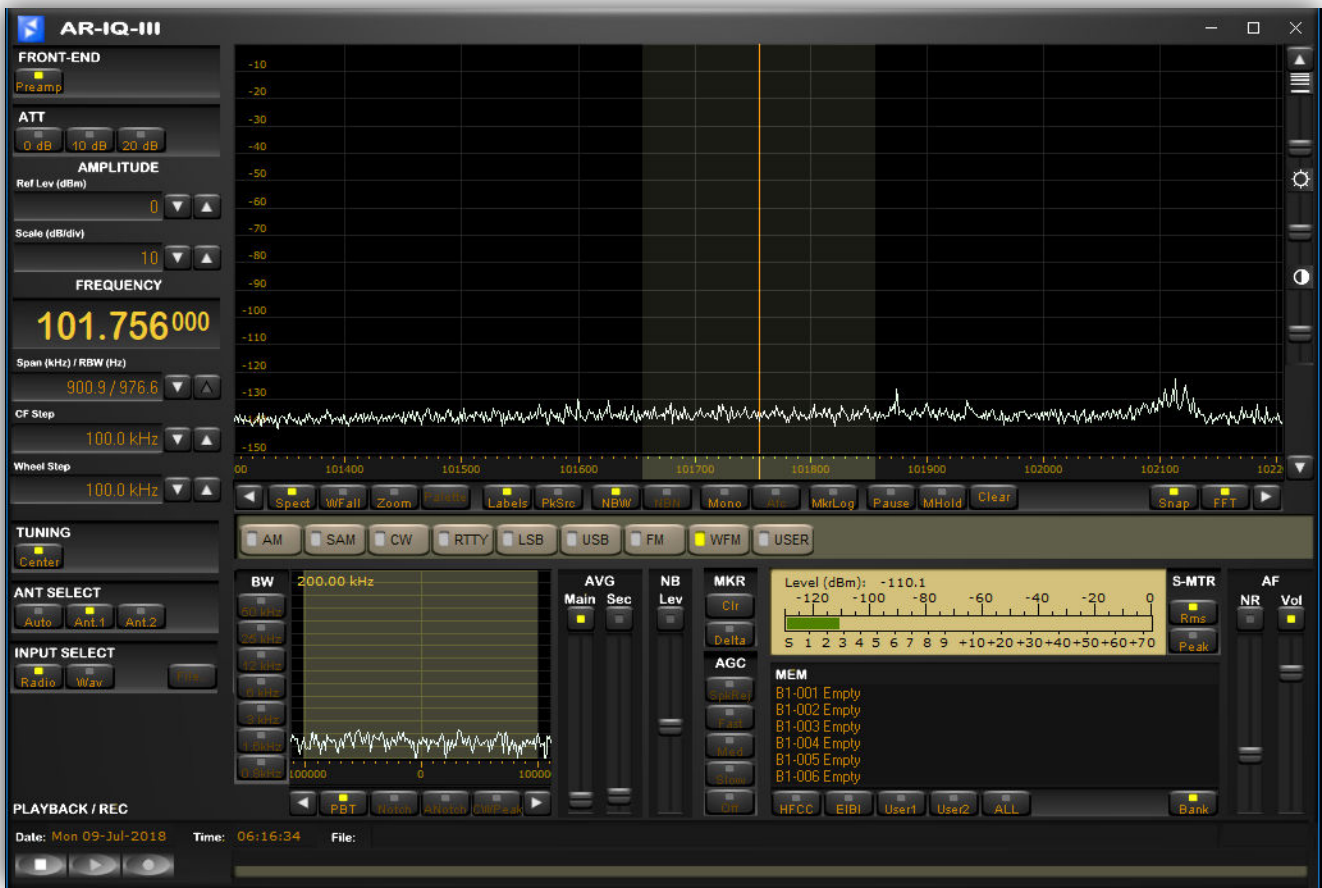 AR-IQ-III
FRONT-END
Preamp
ATT
0 dB 10 dB 20 dB
AMPLITUDE
Ref Lev (dBm)
0
Scale (dB/div)
10
FREQUENCY
101.756000
Span (kHz) / RBW (Hz)
900.9 / 976.6
CF Step
100.0 kHz
Wheel Step
100.0 kHz
TUNING
Center
ANT SELECT
Auto Ant.1 Ant.2
INPUT SELECT
Radio Wav File
-10
-20
-30
-40
-50
-60
-70
-80
-90
-100
-110
-120
-130
-150
00 101400 101500 101600 101700 101800 101900 102000 102100 1022
Spect WFall Zoom Palette Labels PkSrc NBW NBN Mono Afc MkrLog Pause MHold Clear Snap FFT
AM SAM CW RTTY LSB USB FM WFM USER
BW
50 kHz
25 kHz
12 kHz
6 kHz
3 kHz
1.8kHz
0.8kHz
200.00 kHz
100000 0 100000
PBT Notch ANotch CWPeak
AVG
Main Sec
NB
Lev
MKR
Clr
Delta
AGC
SpkRej
Fast
Med
Slow
Off
Level (dBm): -110.1
-120 -100 -80 -60 -40 -20 0
S 1 2 3 4 5 6 7 8 9 +10+20+30+40+50+60+70
S-MTR
Rms
Peak
AF
NR Vol
MEM
B1-001 Empty
B1-002 Empty
B1-003 Empty
B1-004 Empty
B1-005 Empty
B1-006 Empty
HFCC EIBI User1 User2 ALL Bank
PLAYBACK / REC
Date: Mon 09-Jul-2018 Time: 06:16:34 File: